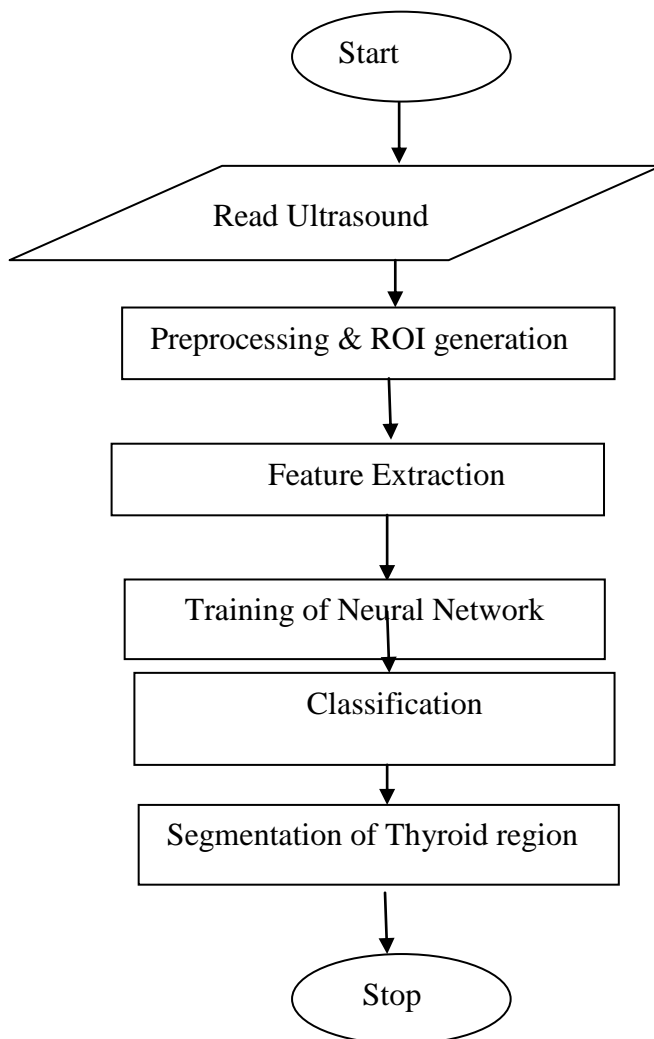 Start
Read Ultrasound
Preprocessing & ROI generation
Feature Extraction
Training of Neural Network
Classification
Segmentation of Thyroid region
Stop